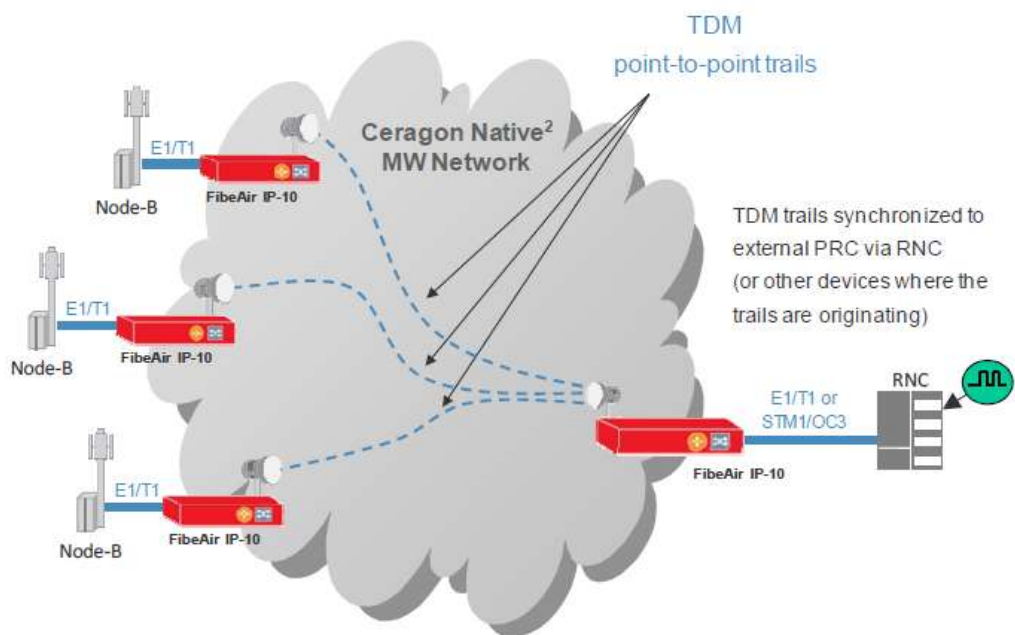 TDM
point-to-point trails
Ceragon Native²
MW Network
E1/T1
FibeAir IP-10
Node-B
TDM trails synchronized to
external PRC via RNC
(or other devices where the
trails are originating)
E1/T1
FibeAir IP-10
Node-B
RNC
E1/T1 or
STM1/OC3
FibeAir IP-10
E1/T1
FibeAir IP-10
Node-B